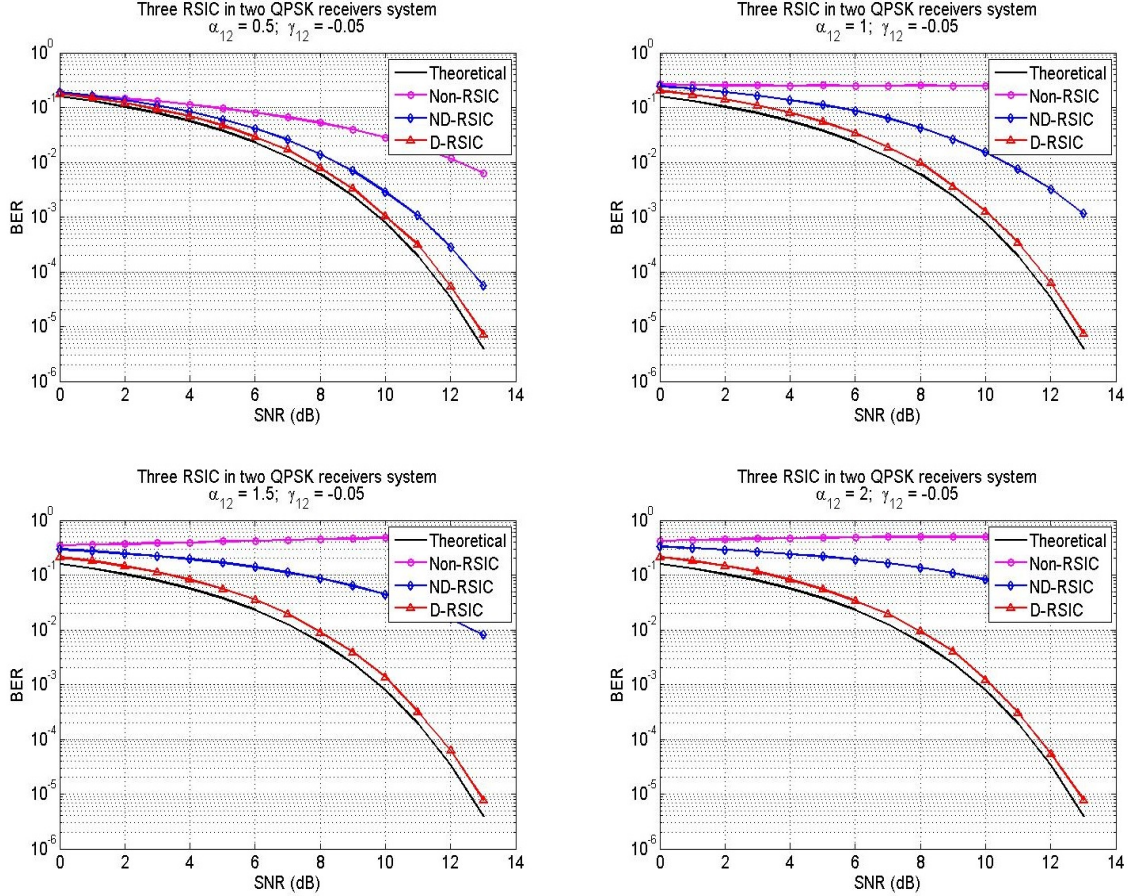 Three RSIC in two QPSK receivers system
α12 = 0.5; γ12 = -0.05
10^0
10^-1
10^-2
10^-3
10^-4
10^-5
10^-6
BER
Theoretical
Non-RSIC
ND-RSIC
D-RSIC
0 2 4 6 8 10 12 14
SNR (dB)
Three RSIC in two QPSK receivers system
α12 = 1; γ12 = -0.05
10^0
10^-1
10^-2
10^-3
10^-4
10^-5
10^-6
BER
Theoretical
Non-RSIC
ND-RSIC
D-RSIC
0 2 4 6 8 10 12 14
SNR (dB)
Three RSIC in two QPSK receivers system
α12 = 1.5; γ12 = -0.05
10^0
10^-1
10^-2
10^-3
10^-4
10^-5
10^-6
BER
Theoretical
Non-RSIC
ND-RSIC
D-RSIC
0 2 4 6 8 10 12 14
SNR (dB)
Three RSIC in two QPSK receivers system
α12 = 2; γ12 = -0.05
10^0
10^-1
10^-2
10^-3
10^-4
10^-5
10^-6
BER
Theoretical
Non-RSIC
ND-RSIC
D-RSIC
0 2 4 6 8 10 12 14
SNR (dB)